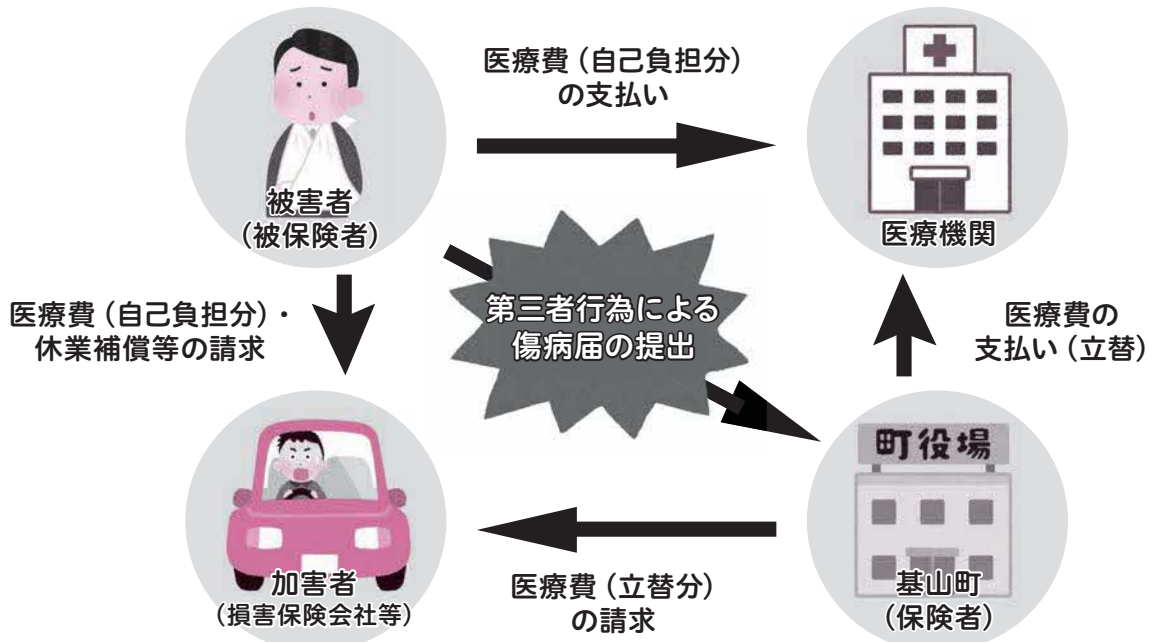 医療費（自己負担分）
の支払い
被害者
（被保険者）
医療機関
第三者行為による
傷病届の提出
医療費（自己負担分）・
休業補償等の請求
医療費の
支払い（立替）
町役場
加害者
（損害保険会社等）
医療費（立替分）
の請求
基山町
（保険者）